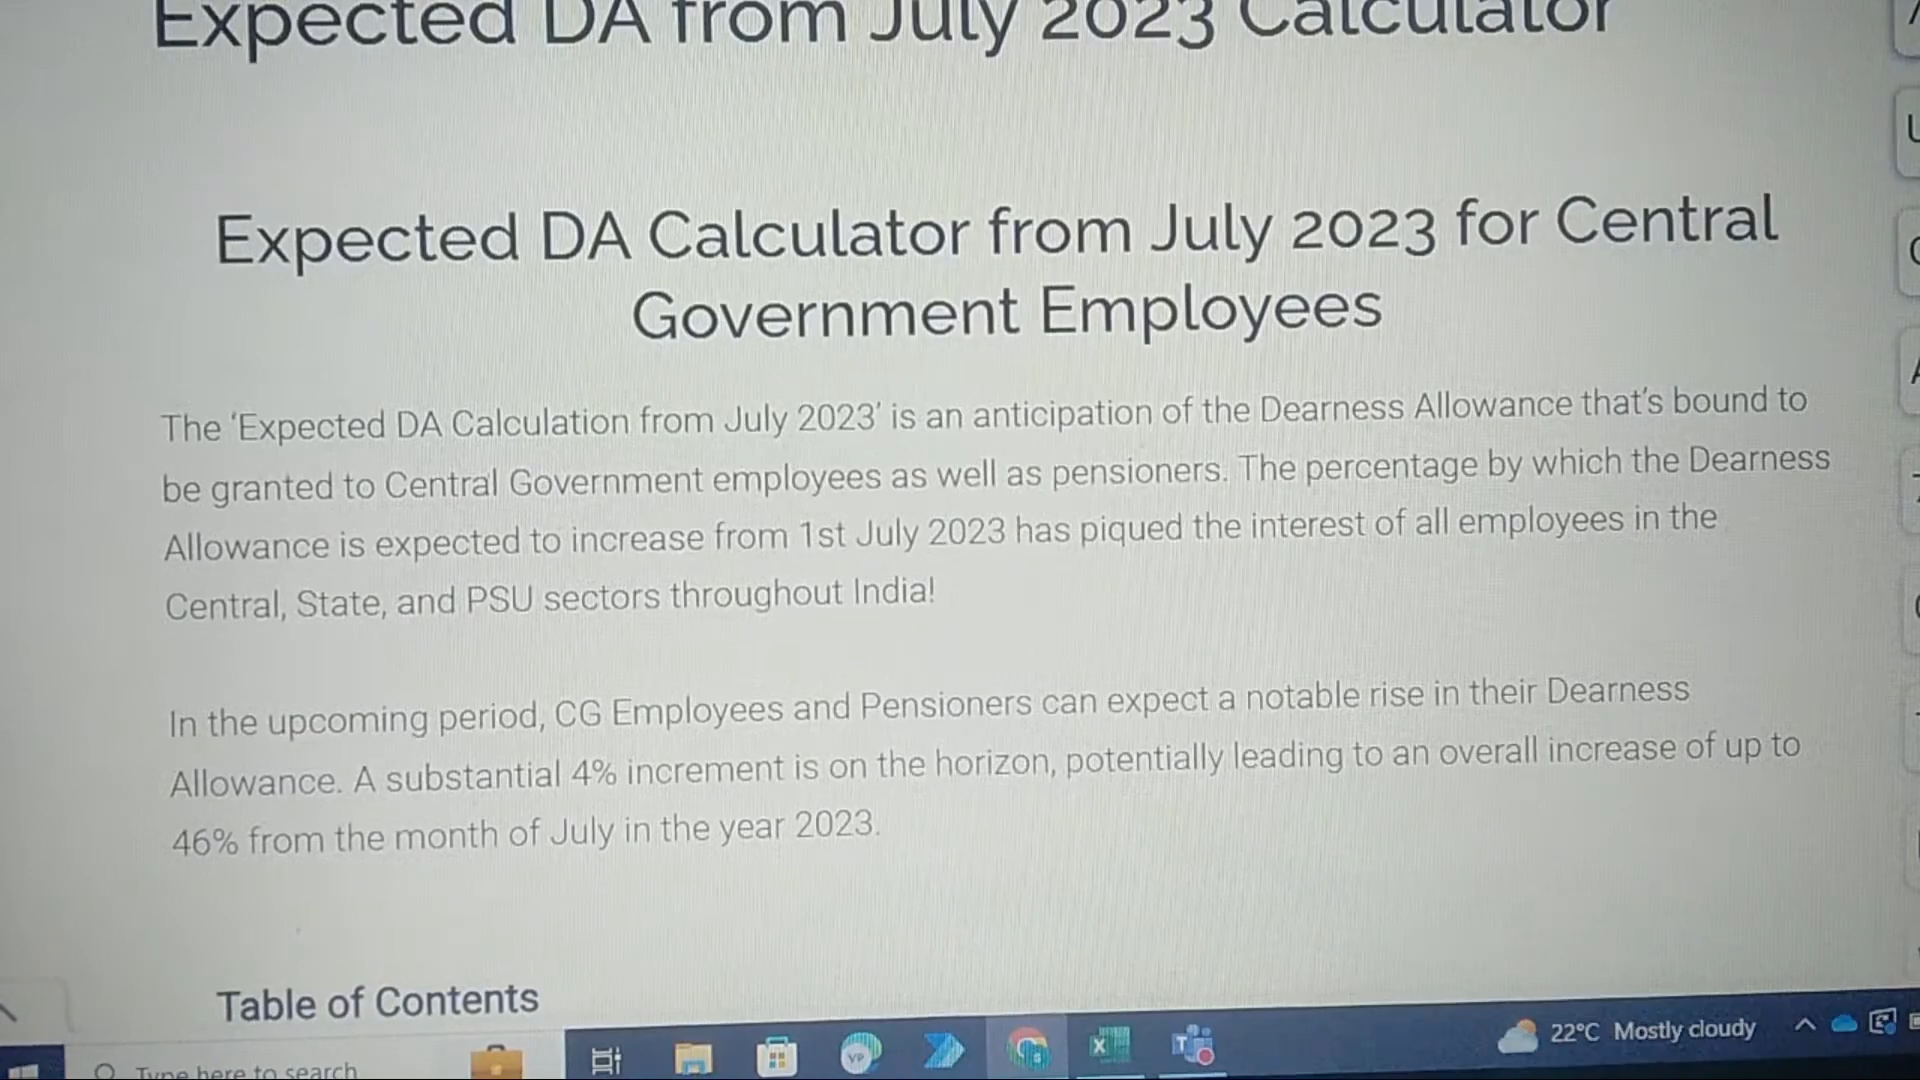 Expected DA from July 2023 Calculator
Expected DA Calculator from July 2023 for Central
Government Employees
The ‘Expected DA Calculation from July 2023’ is an anticipation of the Dearness Allowance that’s bound to
be granted to Central Government employees as well as pensioners. The percentage by which the Dearness
Allowance is expected to increase from 1st July 2023 has piqued the interest of all employees in the
Central, State, and PSU sectors throughout India!
In the upcoming period, CG Employees and Pensioners can expect a notable rise in their Dearness
Allowance. A substantial 4% increment is on the horizon, potentially leading to an overall increase of up to
46% from the month of July in the year 2023.
Table of Contents
Type here to search
VP
22°C Mostly cloudy